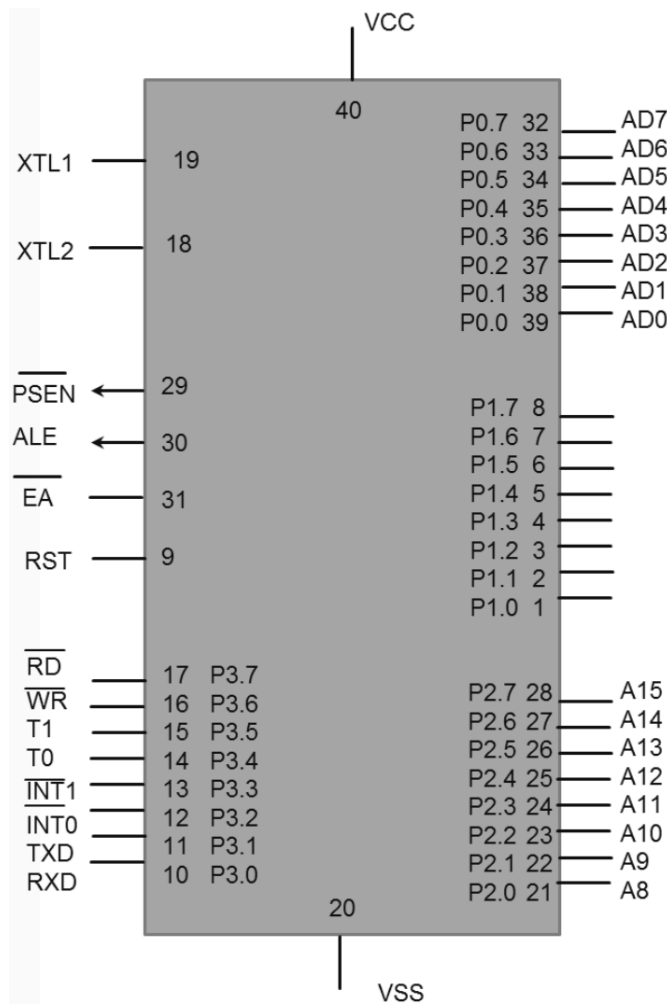 VCC
40
XTL1 19
XTL2 18
PSEN 29
ALE 30
EA 31
RST 9
RD 17 P3.7
WR 16 P3.6
T1 15 P3.5
T0 14 P3.4
INT1 13 P3.3
INT0 12 P3.2
TXD 11 P3.1
RXD 10 P3.0
P0.7 32 AD7
P0.6 33 AD6
P0.5 34 AD5
P0.4 35 AD4
P0.3 36 AD3
P0.2 37 AD2
P0.1 38 AD1
P0.0 39 AD0
P1.7 8
P1.6 7
P1.5 6
P1.4 5
P1.3 4
P1.2 3
P1.1 2
P1.0 1
P2.7 28 A15
P2.6 27 A14
P2.5 26 A13
P2.4 25 A12
P2.3 24 A11
P2.2 23 A10
P2.1 22 A9
P2.0 21 A8
20
VSS